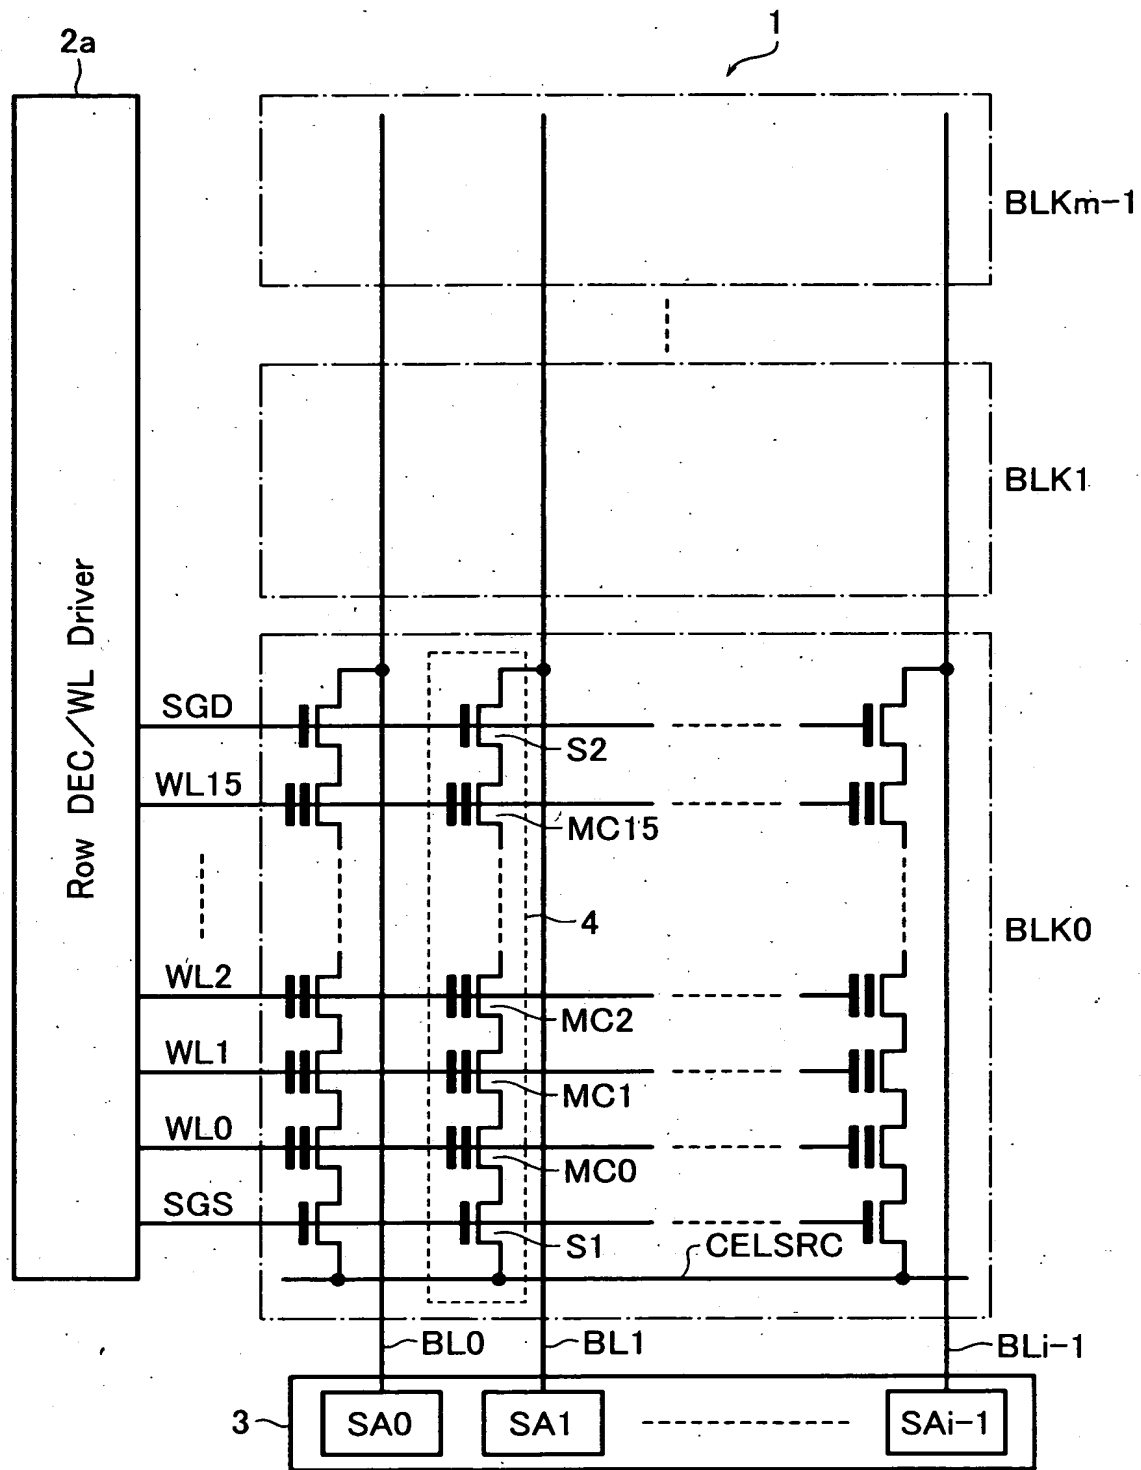 2a
1
BLKm-1
BLK1
Row DEC/WL Driver
SGD
S2
WL15
MC15
4
BLK0
WL2
MC2
WL1
MC1
WL0
MC0
SGS
S1
CELSRC
BL0
BL1
BLi-1
3
SA0
SA1
SAi-1